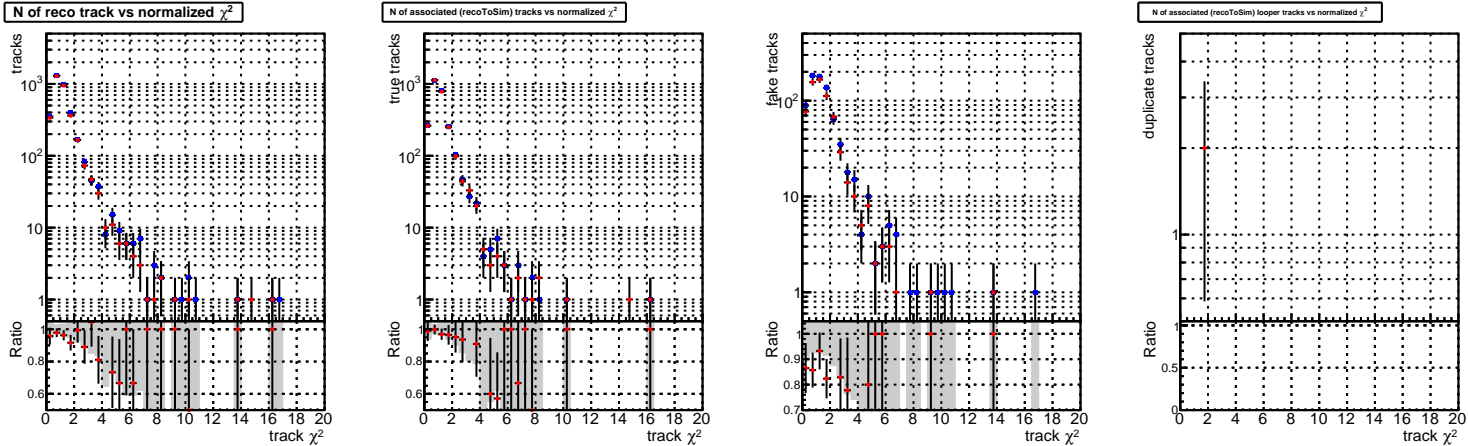 N of reco track vs normalized χ²
tracks
10³
10²
10
1
Ratio
1
0.8
0.6
0 2 4 6 8 10 12 14 16 18 20
track χ²
N of associated (recoToSim) tracks vs normalized χ²
true tracks
10³
10²
10
1
Ratio
1
0.8
0.6
0 2 4 6 8 10 12 14 16 18 20
track χ²
fake tracks
10²
10
1
Ratio
1
0.9
0.8
0.7
0 2 4 6 8 10 12 14 16 18 20
track χ²
N of associated (recoToSim) looper tracks vs normalized χ²
duplicate tracks
1
Ratio
1
0.5
0
0 2 4 6 8 10 12 14 16 18 20
track χ²